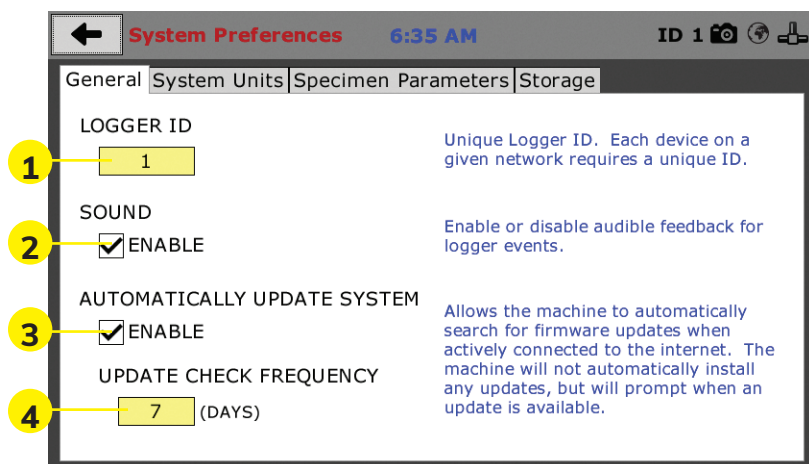 System Preferences 6:35 AM ID 1
General System Units Specimen Parameters Storage
LOGGER ID
1 1
Unique Logger ID. Each device on a
given network requires a unique ID.
SOUND
2 ENABLE
Enable or disable audible feedback for
logger events.
AUTOMATICALLY UPDATE SYSTEM
3 ENABLE
UPDATE CHECK FREQUENCY
4 7 (DAYS)
Allows the machine to automatically
search for firmware updates when
actively connected to the internet. The
machine will not automatically install
any updates, but will prompt when an
update is available.